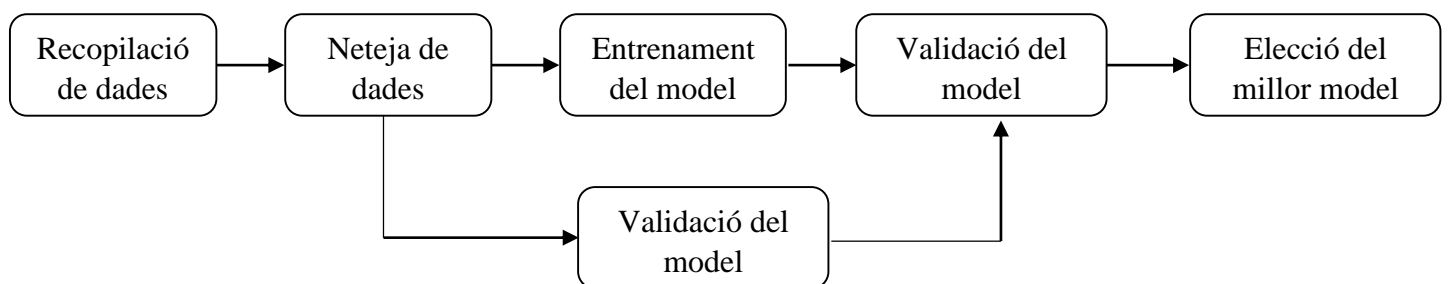 Recopilació
de dades
Neteja de
dades
Entrenament
del model
Validació del
model
Elecció del
millor model
Validació del
model